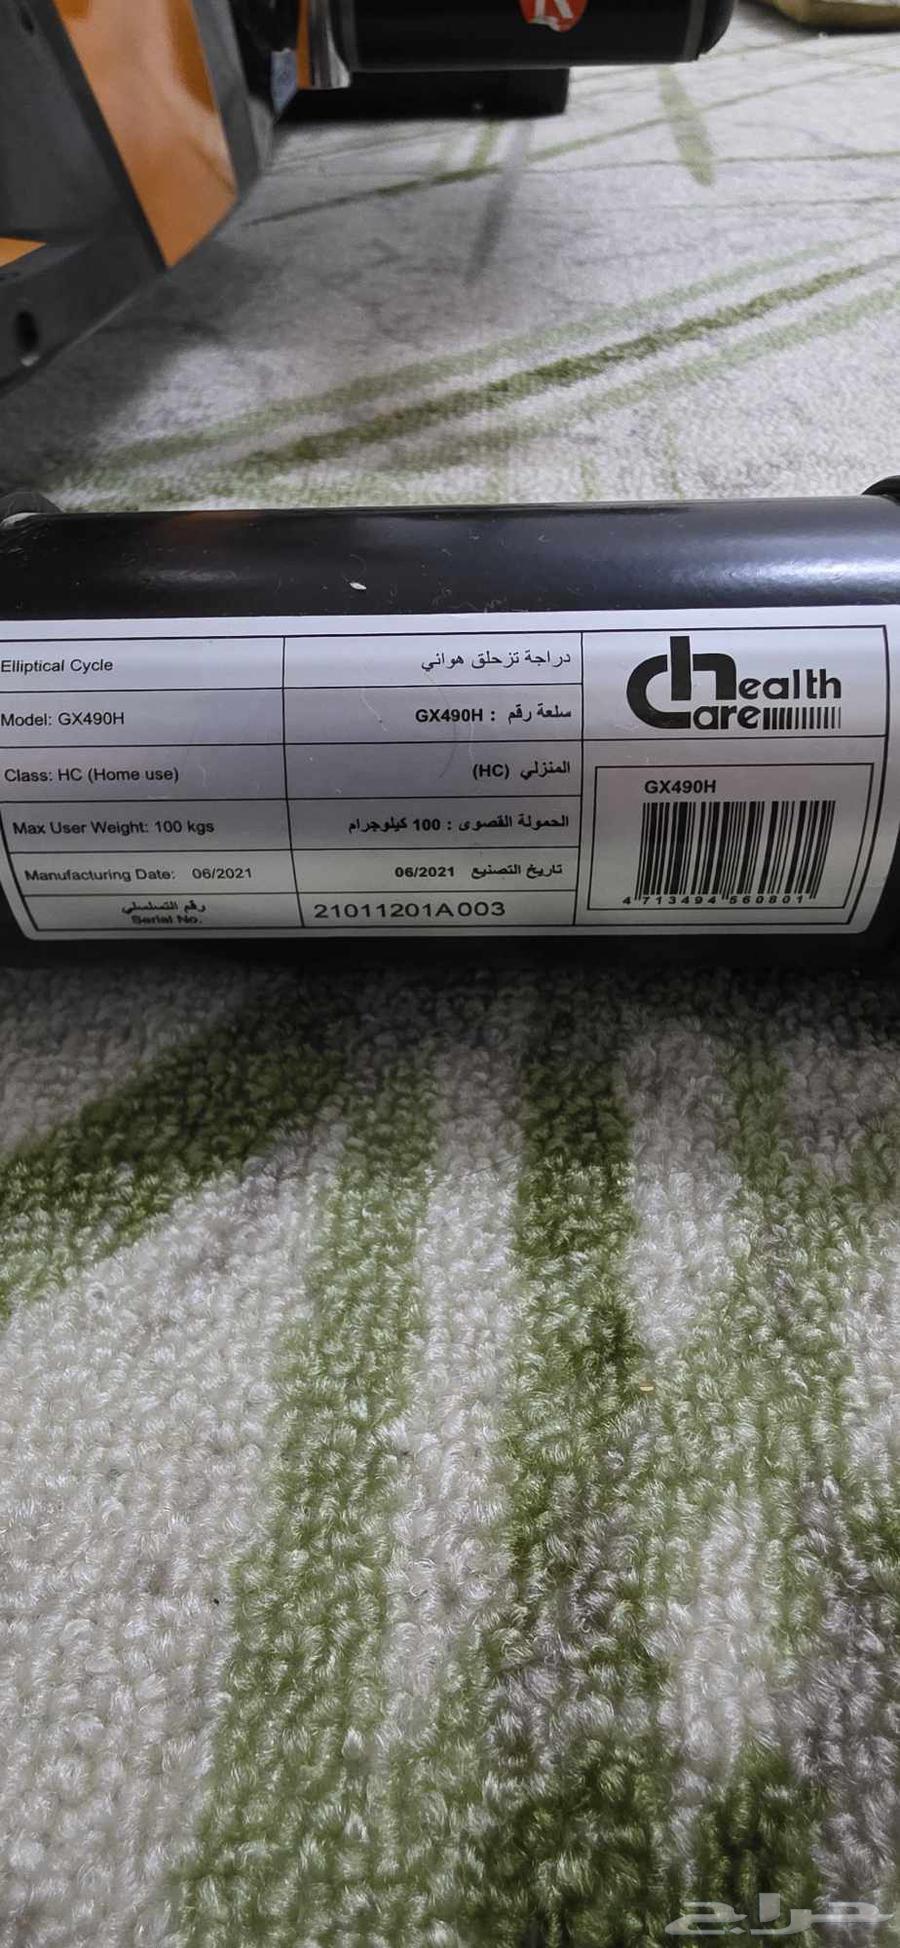 K
Elliptical Cycle
دراجة تزحلق هوائي
Health
Care
Model: GX490H
سلعة رقم : GX490H
Class: HC (Home use)
المنزلي (HC)
GX490H
Max User Weight: 100 kgs
الحمولة القصوى : 100 كيلوجرام
Manufacturing Date: 06/2021
تاريخ التصنيع 06/2021
4 713494 560801
رقم التسلسلي
Serial No.
21011201A003
حراج